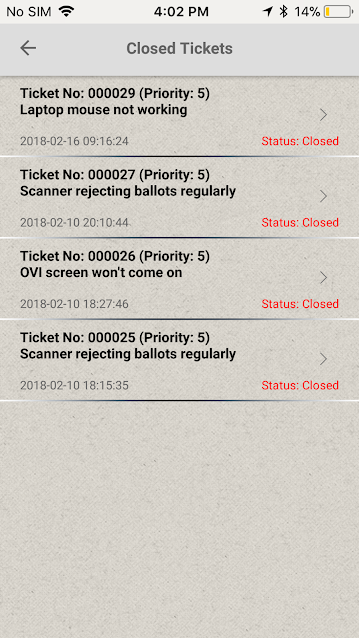 No SIM 4:02 PM 14%
Closed Tickets
Ticket No: 000029 (Priority: 5)
Laptop mouse not working
2018-02-16 09:16:24 Status: Closed
Ticket No: 000027 (Priority: 5)
Scanner rejecting ballots regularly
2018-02-10 20:10:44 Status: Closed
Ticket No: 000026 (Priority: 5)
OVI screen won't come on
2018-02-10 18:27:46 Status: Closed
Ticket No: 000025 (Priority: 5)
Scanner rejecting ballots regularly
2018-02-10 18:15:35 Status: Closed